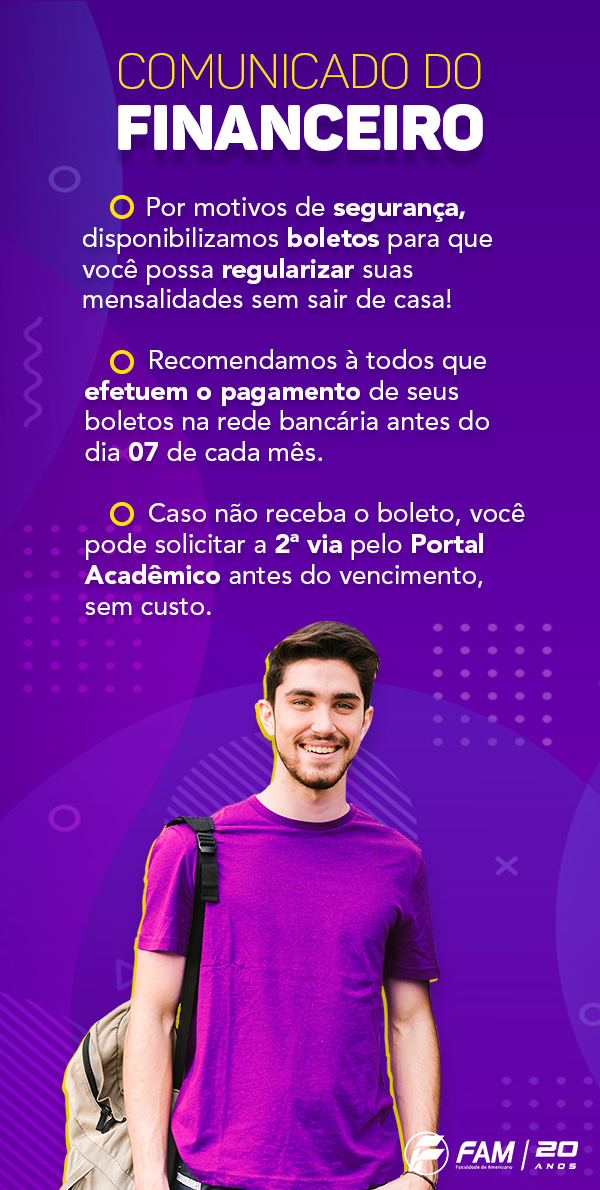 COMUNICADO DO
FINANCEIRO
Por motivos de segurança,
disponibilizamos boletos para que
você possa regularizar suas
mensalidades sem sair de casa!
Recomendamos à todos que
efetuem o pagamento de seus
boletos na rede bancária antes do
dia 07 de cada mês.
Caso não receba o boleto, você
pode solicitar a 2ª via pelo Portal
Acadêmico antes do vencimento,
sem custo.
FAM | 20
Faculdade de Americana ANOS